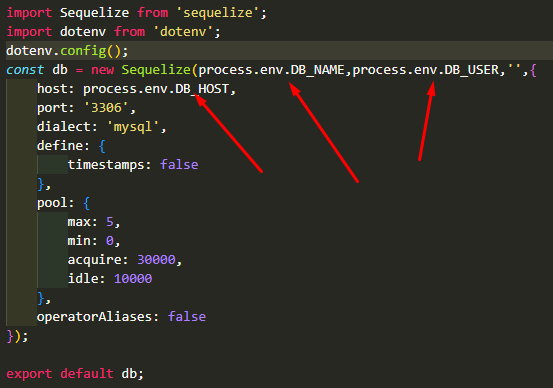 import Sequelize from 'sequelize';
import dotenv from 'dotenv';
dotenv.config();
const db = new Sequelize(process.env.DB_NAME,process.env.DB_USER,'',{
    host: process.env.DB_HOST,
    port: '3306',
    dialect: 'mysql',
    define: {
        timestamps: false
    },
    pool: {
        max: 5,
        min: 0,
        acquire: 30000,
        idle: 10000
    },
    operatorAliases: false
});
export default db;